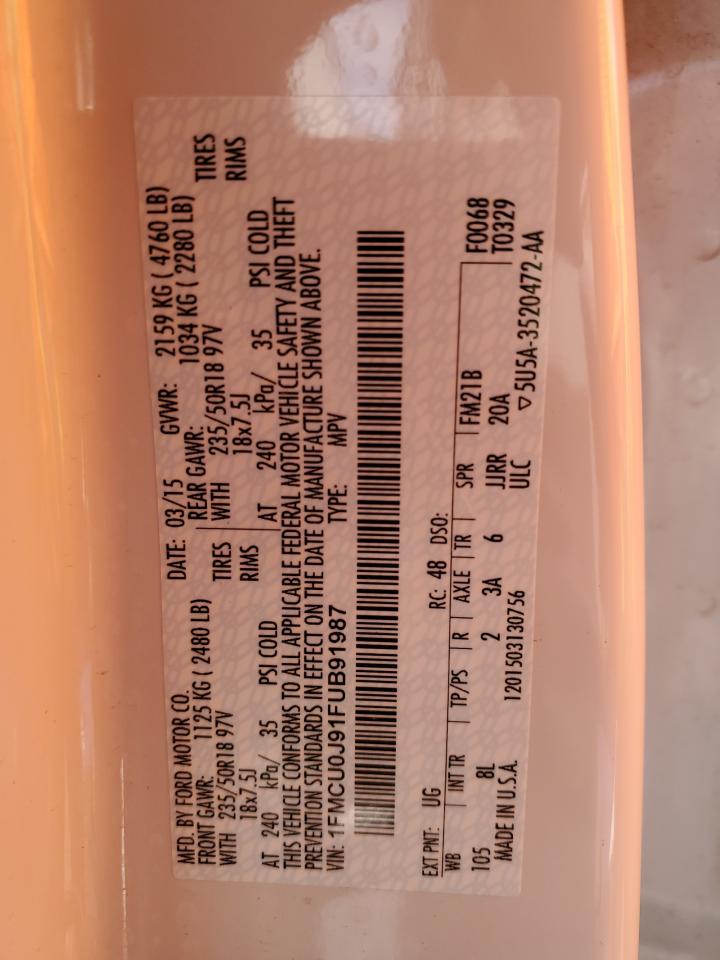 MFD. BY FORD MOTOR CO. DATE: 03/15 GVWR: 2159 KG ( 4760 LB)
FRONT GAWR: 1125 KG ( 2480 LB) REAR GAWR: 1034 KG ( 2280 LB)
WITH 235/50R18 97V TIRES WITH 235/50R18 97V TIRES
18x7.5J RIMS 18x7.5J RIMS
AT 240 kPa/ 35 PSI COLD AT 240 kPa/ 35 PSI COLD
THIS VEHICLE CONFORMS TO ALL APPLICABLE FEDERAL MOTOR VEHICLE SAFETY AND THEFT
PREVENTION STANDARDS IN EFFECT ON THE DATE OF MANUFACTURE SHOWN ABOVE.
VIN: 1FMCU0J91FUB91987 TYPE: MPV
EXT PNT: UG RC: 48 DSO: F0068
WB INT TR TP/PS R AXLE TR SPR FM21B T0329
105 8L 2 3A 6 JJRR 20A
MADE IN U.S.A. 1201503130756 ULC ▽5U5A-3520472-AA